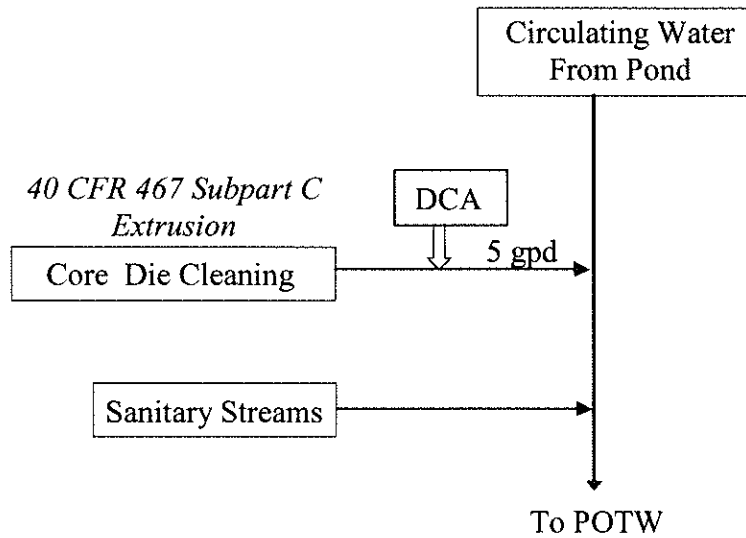 Circulating Water
From Pond
40 CFR 467 Subpart C
Extrusion
DCA
5 gpd
Core Die Cleaning
Sanitary Streams
To POTW